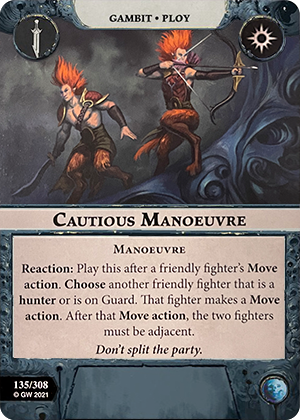 GAMBIT • PLOY
CAUTIOUS MANOEUVRE
MANOEUVRE
Reaction: Play this after a friendly fighter's Move
action. Choose another friendly fighter that is a
hunter or is on Guard. That fighter makes a Move
action. After that Move action, the two fighters
must be adjacent.
Don't split the party.
135/308
© GW 2021